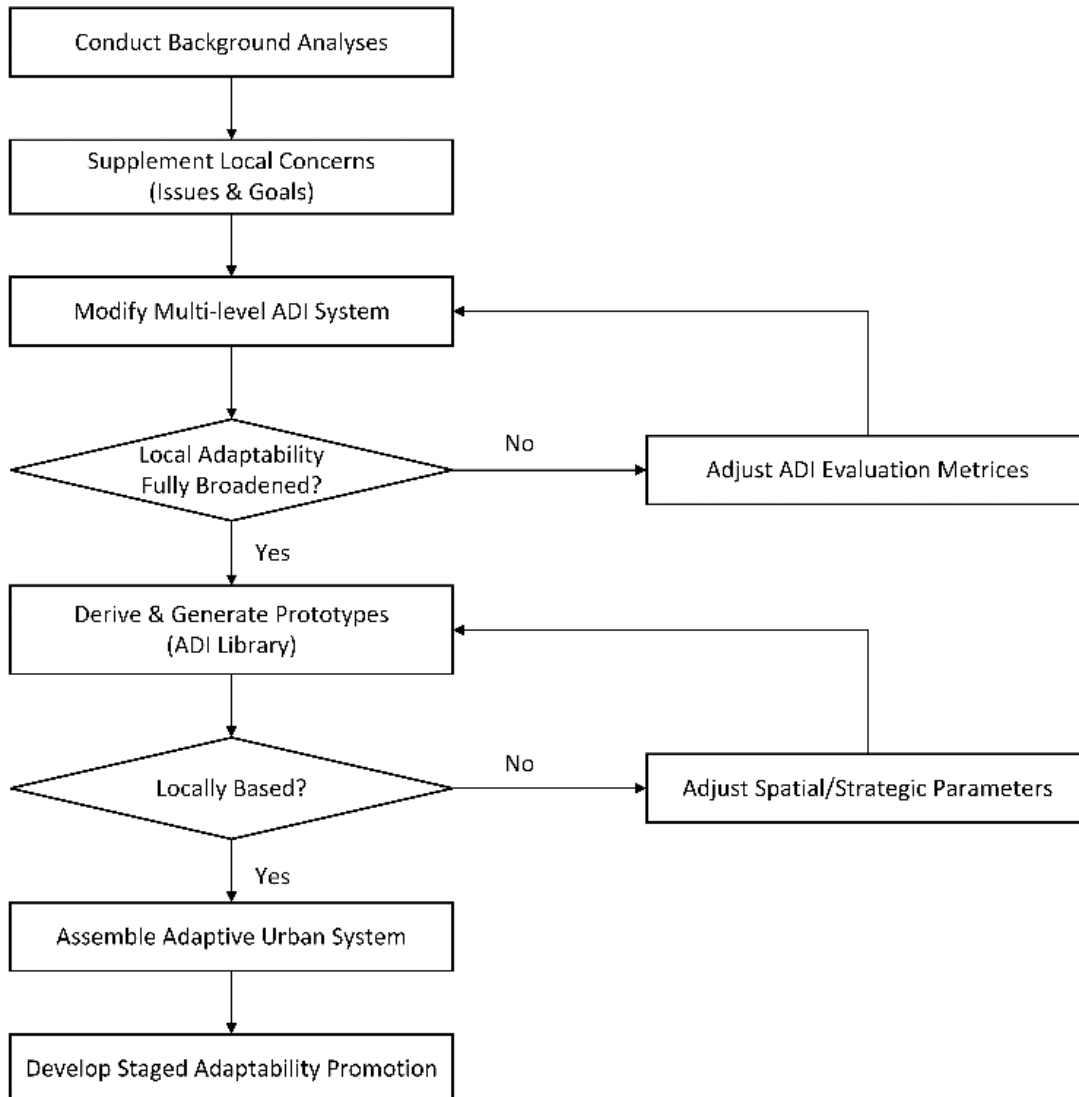 Conduct Background Analyses
Supplement Local Concerns
(Issues & Goals)
Modify Multi-level ADI System
Local Adaptability
Fully Broadened?
No
Adjust ADI Evaluation Metrices
Yes
Derive & Generate Prototypes
(ADI Library)
Locally Based?
No
Adjust Spatial/Strategic Parameters
Yes
Assemble Adaptive Urban System
Develop Staged Adaptability Promotion